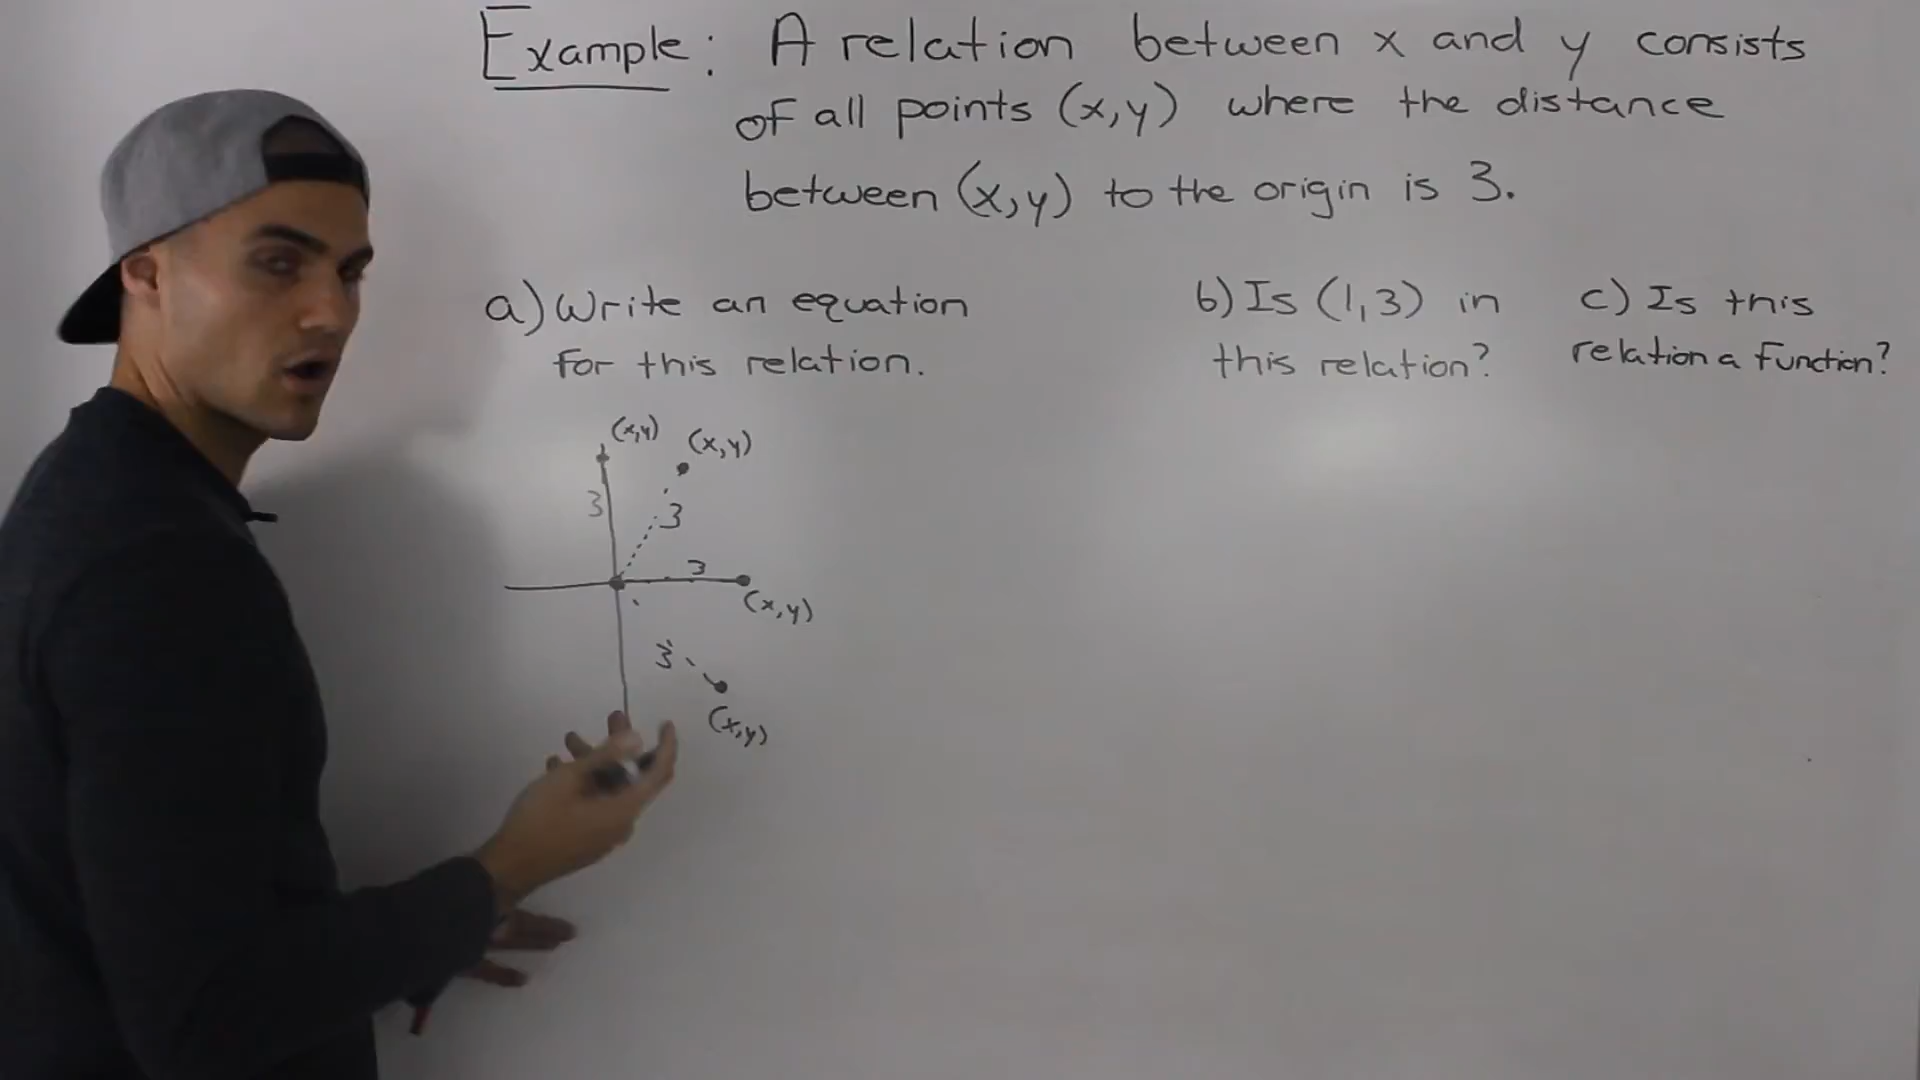 Example: A relation between x and y consists
of all points (x,y) where the distance
between (x,y) to the origin is 3.
a) Write an equation
for this relation.
b) Is (1,3) in
this relation?
c) Is this
relation a function?
(x,y)
(x,y)
3
3
3
(x,y)
3
(x,y)